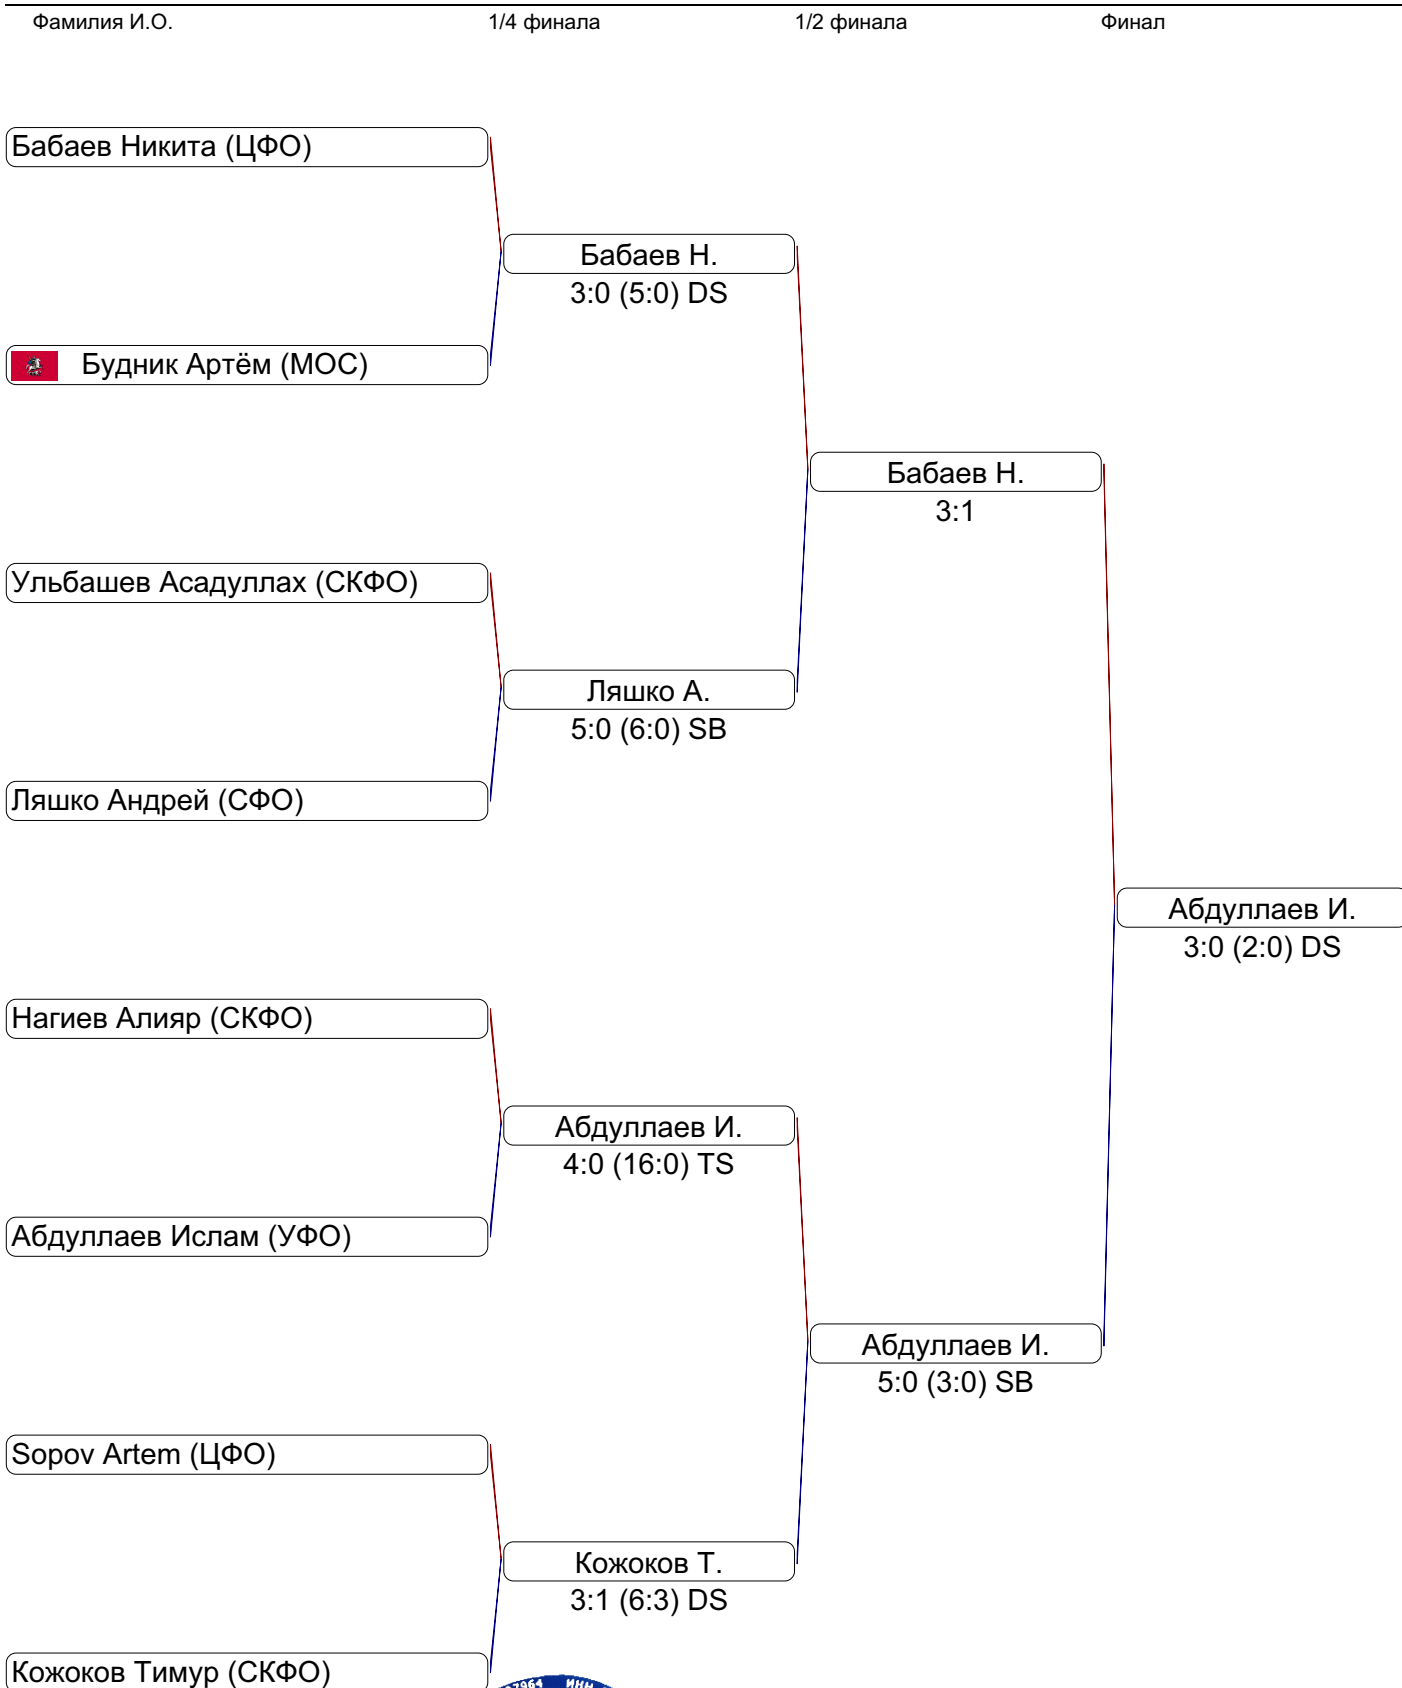 Фамилия И.О. 1/4 финала 1/2 финала Финал
Бабаев Никита (ЦФО)
Бабаев Н.
3:0 (5:0) DS
Будник Артём (МОС)
Бабаев Н.
3:1
Ульбашев Асадуллах (СКФО)
Ляшко А.
5:0 (6:0) SB
Ляшко Андрей (СФО)
Абдуллаев И.
3:0 (2:0) DS
Нагиев Алияр (СКФО)
Абдуллаев И.
4:0 (16:0) TS
Абдуллаев Ислам (УФО)
Абдуллаев И.
5:0 (3:0) SB
Sopov Artem (ЦФО)
Кожоков Т.
3:1 (6:3) DS
Кожоков Тимур (СКФО)